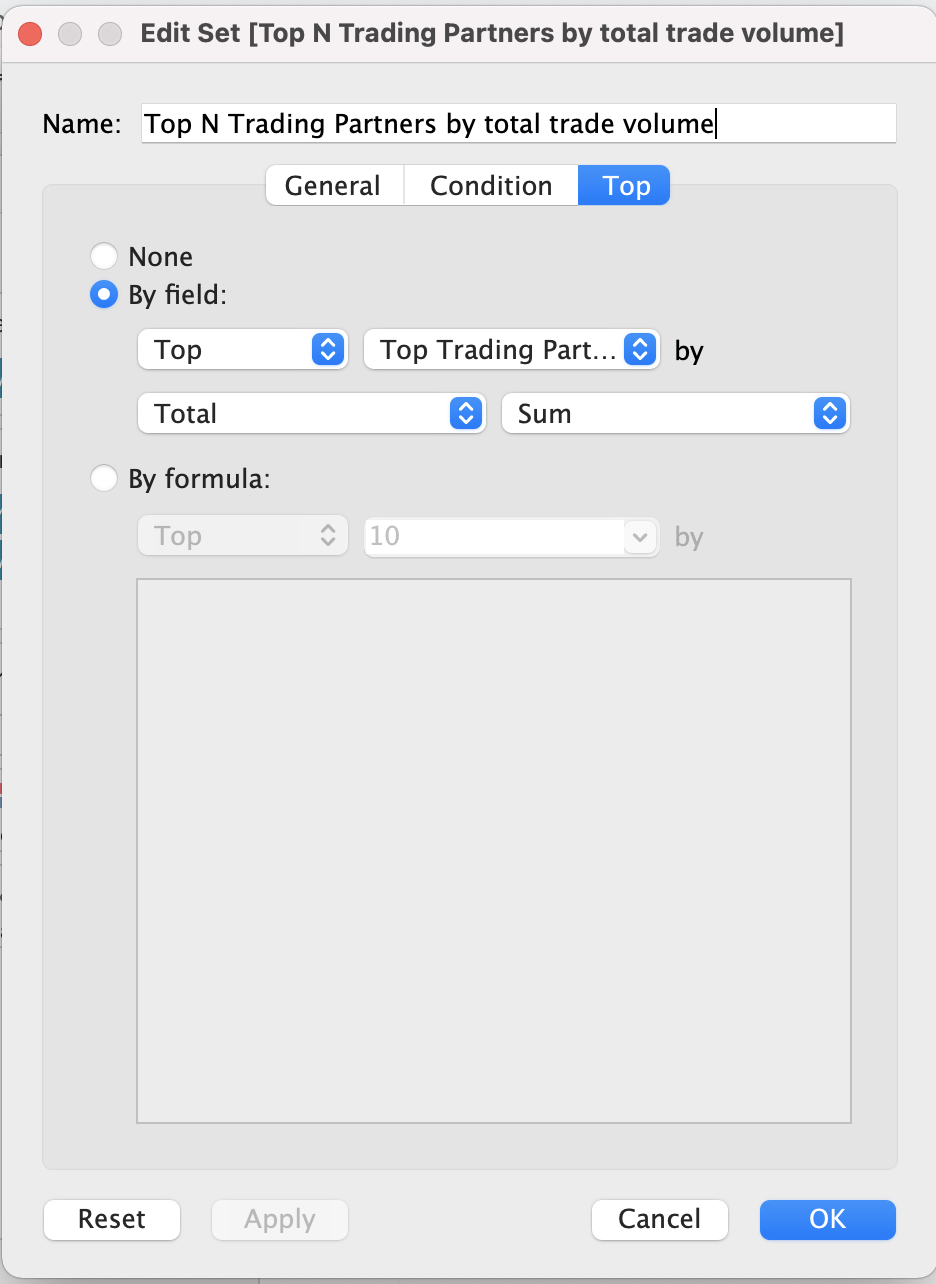 Edit Set [Top N Trading Partners by total trade volume]
Name: Top N Trading Partners by total trade volume
General Condition Top
None
By field:
Top Top Trading Part... by
Total Sum
By formula:
Top 10 by
Reset Apply Cancel OK